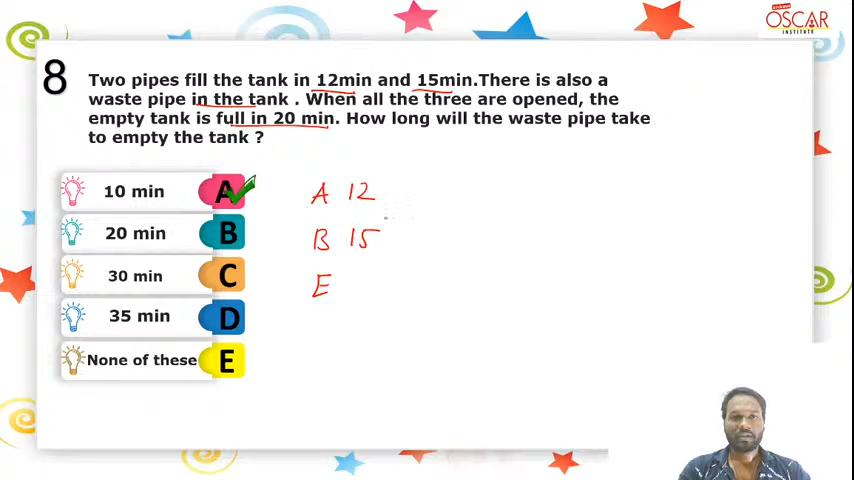 OSCAR
INSTITUTE
8
Two pipes fill the tank in 12min and 15min.There is also a
waste pipe in the tank . When all the three are opened, the
empty tank is full in 20 min. How long will the waste pipe take
to empty the tank ?
10 min A
20 min B
30 min C
35 min D
None of these E
A 12
B 15
E